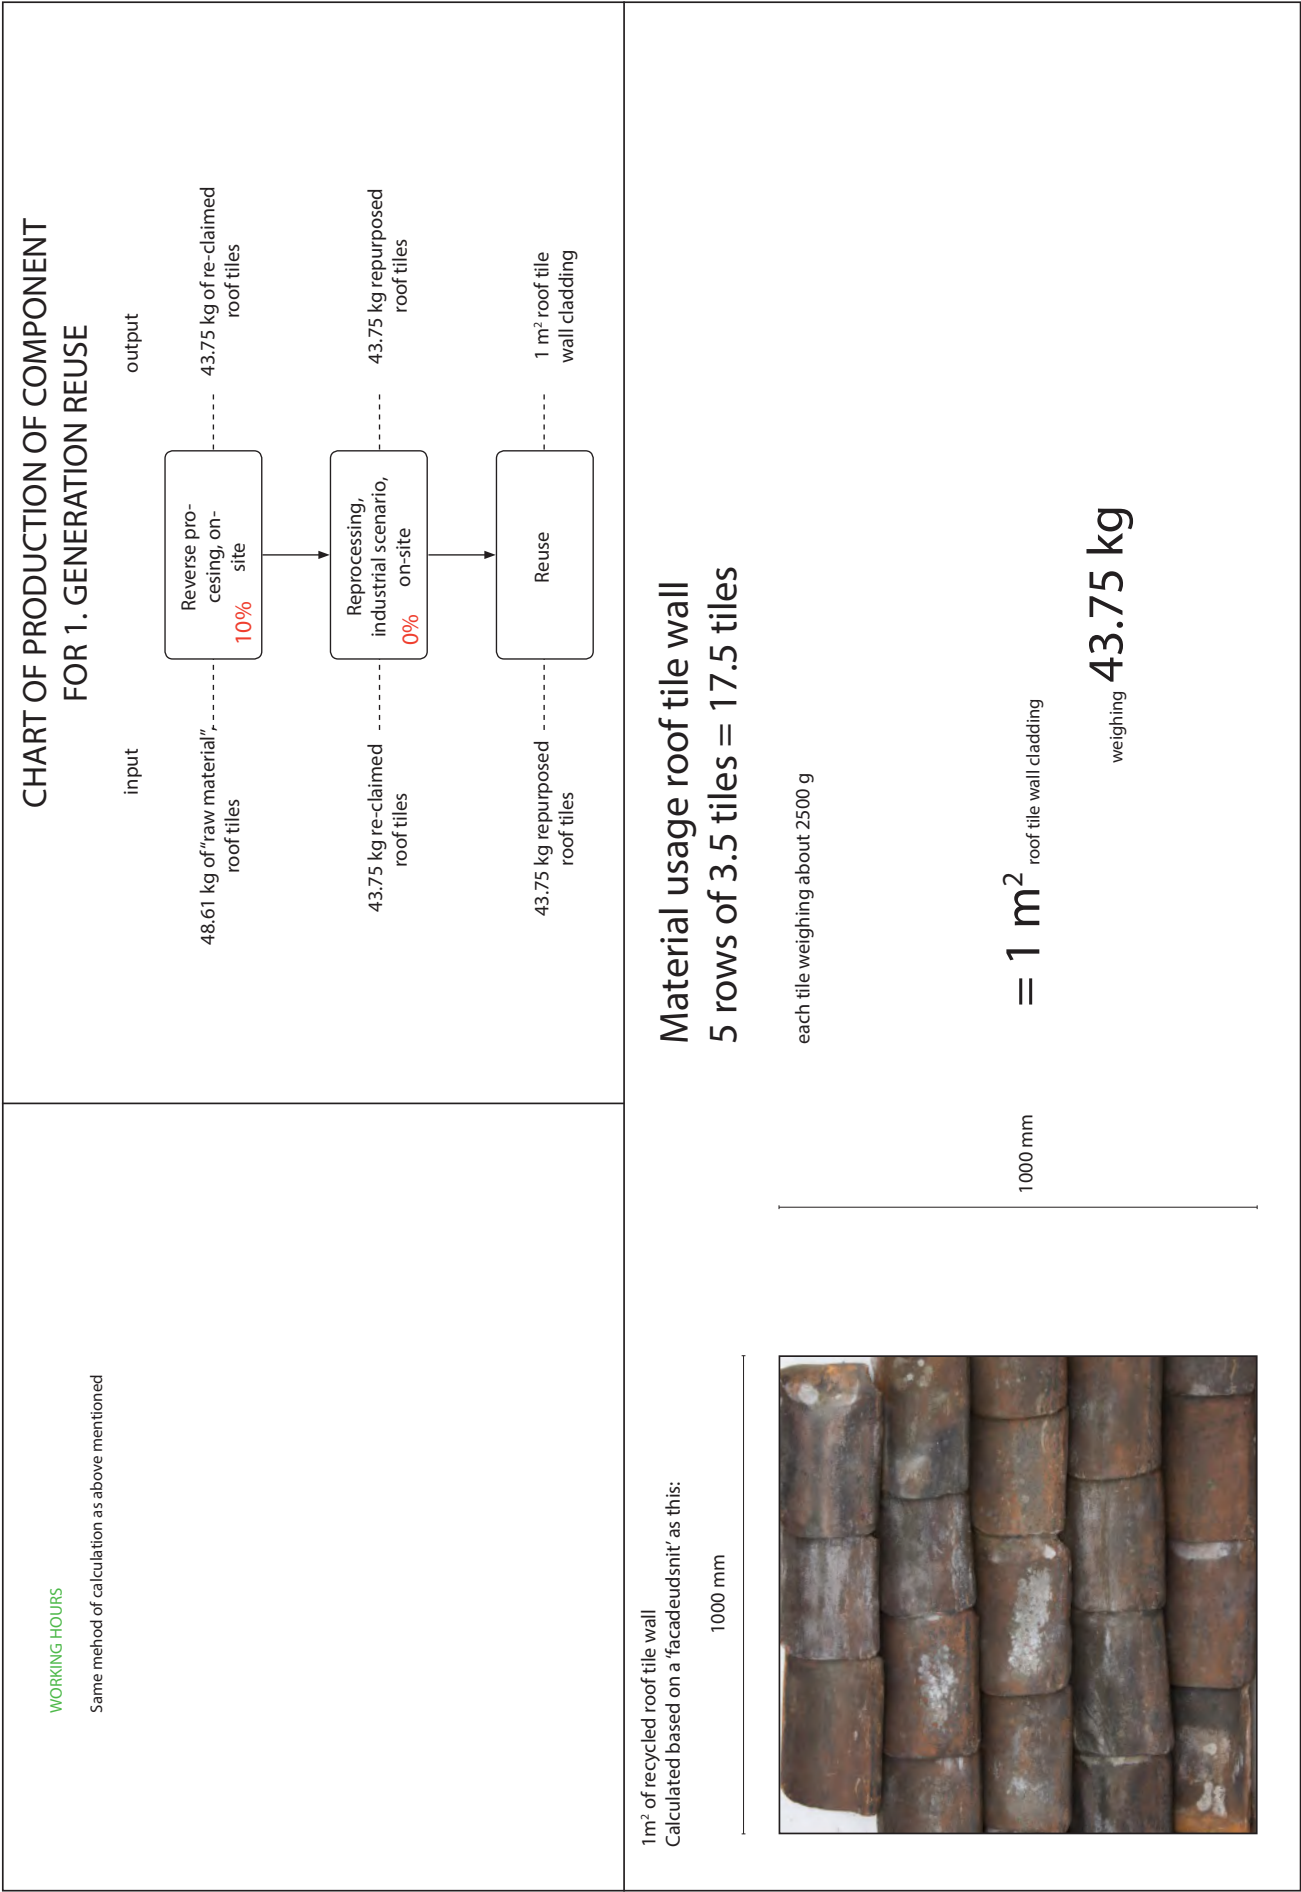 WORKING HOURS
Same mehod of calculation as above mentioned
CHART OF PRODUCTION OF COMPONENT
FOR 1. GENERATION REUSE
input
output
48.61 kg of “raw material”,
roof tiles
Reverse pro-
cesing, on-
site
10%
43.75 kg of re-claimed
roof tiles
43.75 kg re-claimed
roof tiles
Reprocessing,
industrial scenario,
on-site
0%
43.75 kg repurposed
roof tiles
43.75 kg repurposed
roof tiles
Reuse
1 m² roof tile
wall cladding
1m² of recycled roof tile wall
Calculated based on a ‘facadeudsnit’ as this:
1000 mm
1000 mm
Material usage roof tile wall
5 rows of 3.5 tiles = 17.5 tiles
each tile weighing about 2500 g
= 1 m² roof tile wall cladding
weighing 43.75 kg